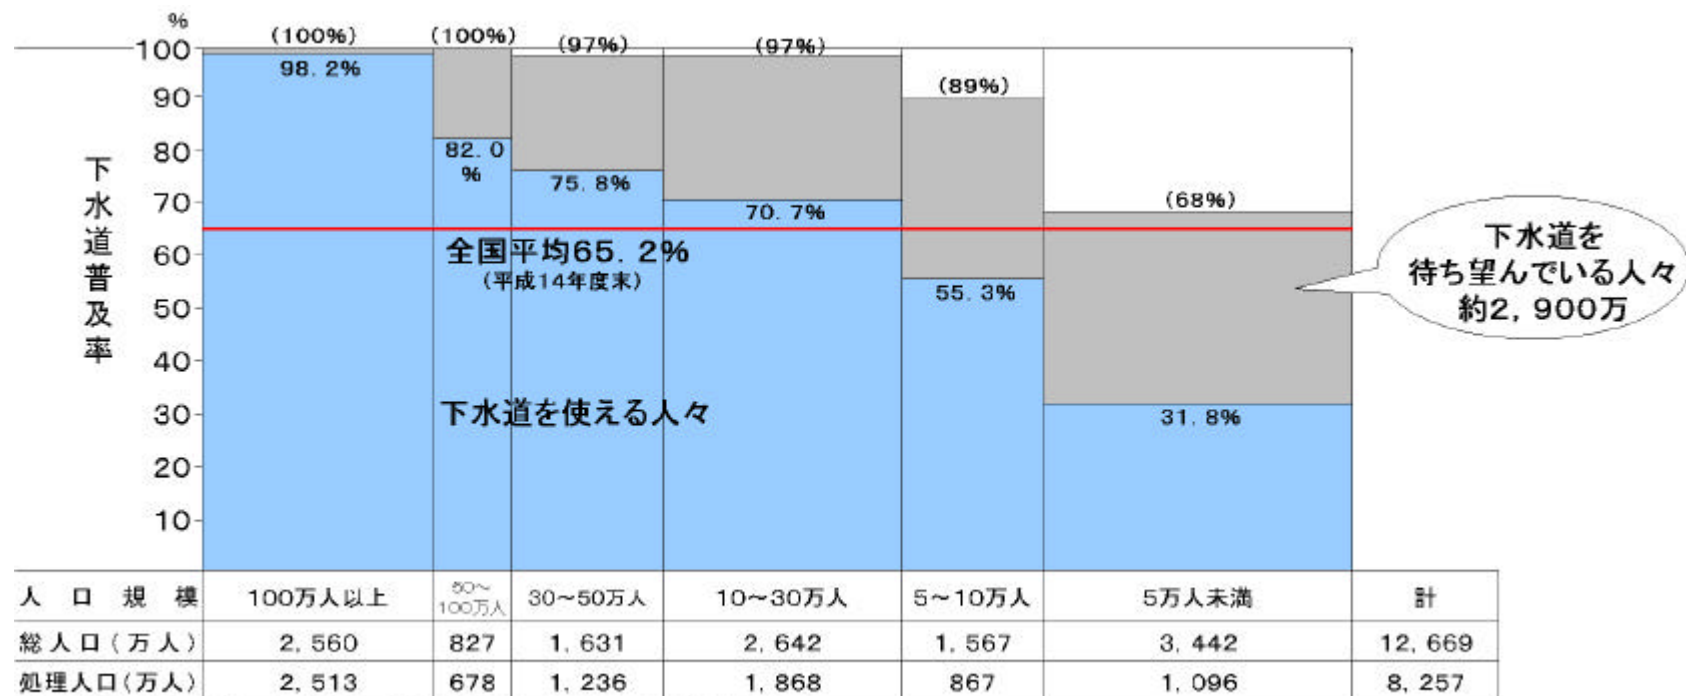 %
100
90
80
70
60
50
40
30
20
10
下水道普及率
(100%)
98.2%
(100%)
82.0
%
(97%)
75.8%
(97%)
70.7%
(89%)
55.3%
(68%)
31.8%
全国平均65.2%
(平成14年度末)
下水道を使える人々
下水道を
待ち望んでいる人々
約2,900万
人口規模 100万人以上 50～100万人 30～50万人 10～30万人 5～10万人 5万人未満 計
総人口(万人) 2,560 827 1,631 2,642 1,567 3,442 12,669
処理人口(万人) 2,513 678 1,236 1,868 867 1,096 8,257